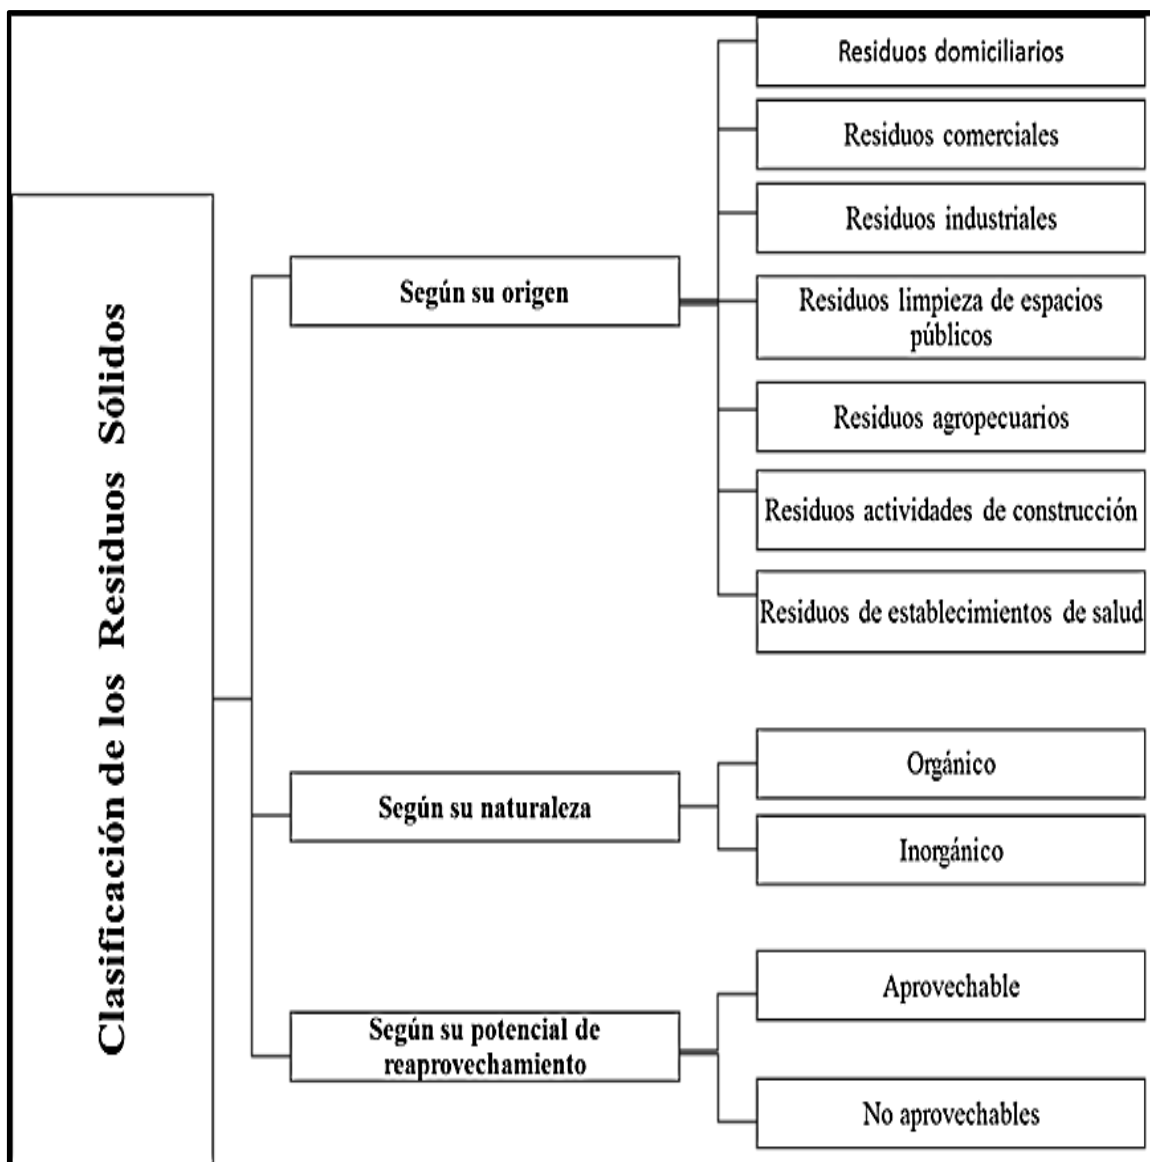 Clasificación de los Residuos Sólidos
Según su origen
Residuos domiciliarios
Residuos comerciales
Residuos industriales
Residuos limpieza de espacios
públicos
Residuos agropecuarios
Residuos actividades de construcción
Residuos de establecimientos de salud
Según su naturaleza
Orgánico
Inorgánico
Según su potencial de
reaprovechamiento
Aprovechable
No aprovechables